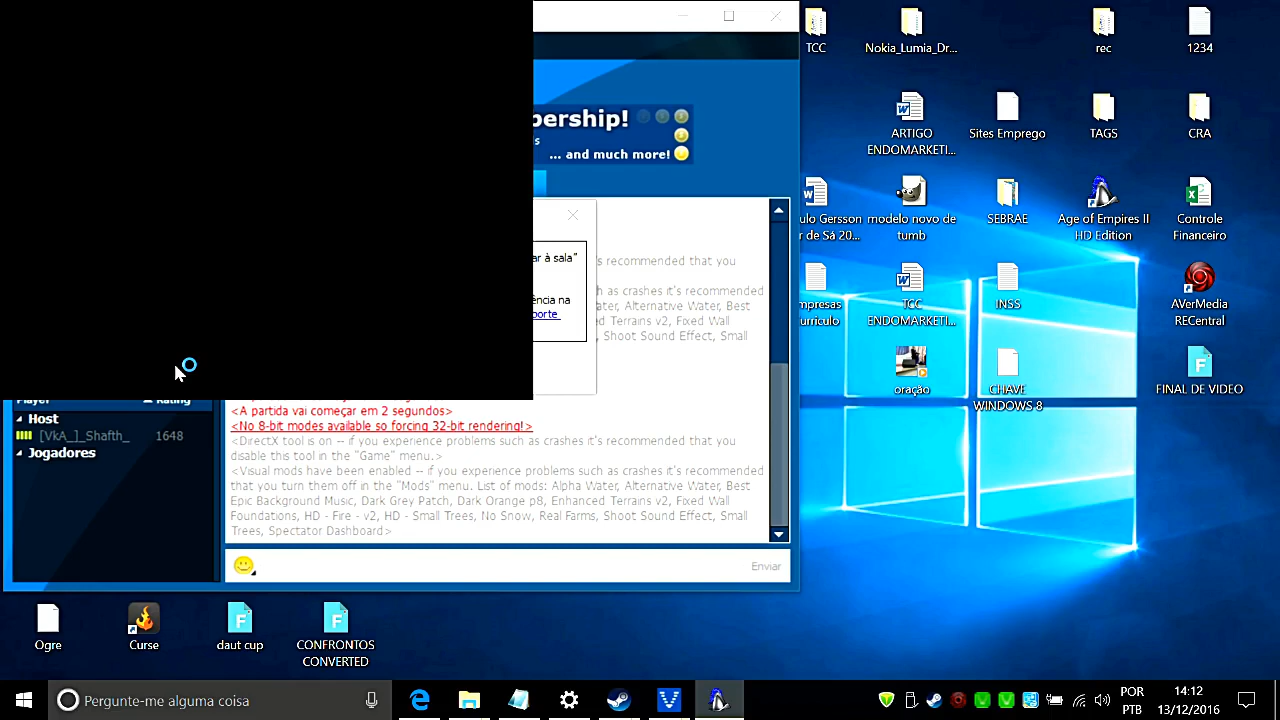 bership!
s
... and much more!
ar à sala"
ência na
porte
's recommended that you
h as crashes it's recommended
ater, Alternative Water, Best
d Terrains v2, Fixed Wall
, Shoot Sound Effect, Small
Player
Rating
Host
[VkA_]_Shafth_ 1648
Jogadores
<A partida vai começar em 2 segundos>
<No 8-bit modes available so forcing 32-bit rendering!>
<DirectX tool is on -- if you experience problems such as crashes it's recommended that you
disable this tool in the "Game" menu.>
<Visual mods have been enabled -- if you experience problems such as crashes it's recommended
that you turn them off in the "Mods" menu. List of mods: Alpha Water, Alternative Water, Best
Epic Background Music, Dark Grey Patch, Dark Orange p8, Enhanced Terrains v2, Fixed Wall
Foundations, HD - Fire - v2, HD - Small Trees, No Snow, Real Farms, Shoot Sound Effect, Small
Trees, Spectator Dashboard>
Enviar
TCC
Nokia_Lumia_Dr...
rec
1234
ARTIGO
ENDOMARKETI...
Sites Emprego
TAGS
CRA
ulo Gersson
r de Sá 20...
modelo novo de
tumb
SEBRAE
Age of Empires II
HD Edition
Controle
Financeiro
mpresas
urriculo
TCC
ENDOMARKETI...
INSS
AVerMedia
RECentral
oração
CHAVE
WINDOWS 8
FINAL DE VIDEO
Ogre
Curse
daut cup
CONFRONTOS
CONVERTED
Pergunte-me alguma coisa
POR
PTB
14:12
13/12/2016